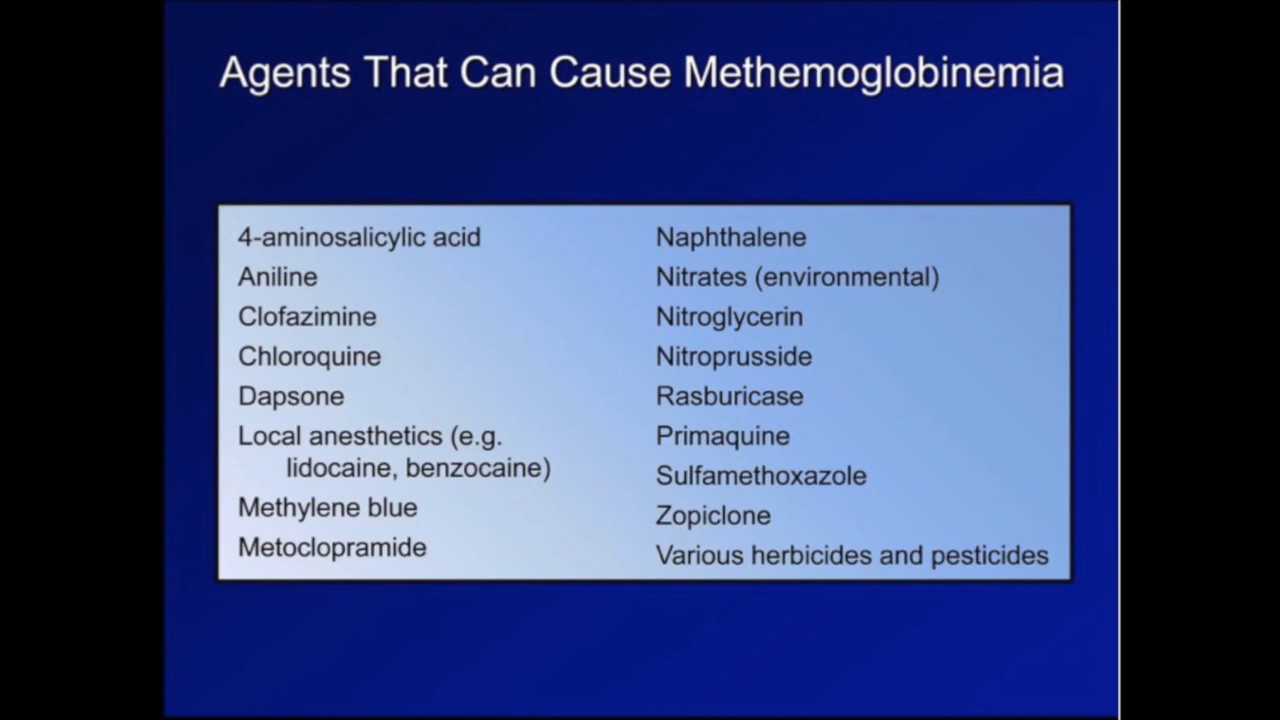 Agents That Can Cause Methemoglobinemia
4-aminosalicylic acid
Aniline
Clofazimine
Chloroquine
Dapsone
Local anesthetics (e.g.
lidocaine, benzocaine)
Methylene blue
Metoclopramide
Naphthalene
Nitrates (environmental)
Nitroglycerin
Nitroprusside
Rasburicase
Primaquine
Sulfamethoxazole
Zopiclone
Various herbicides and pesticides